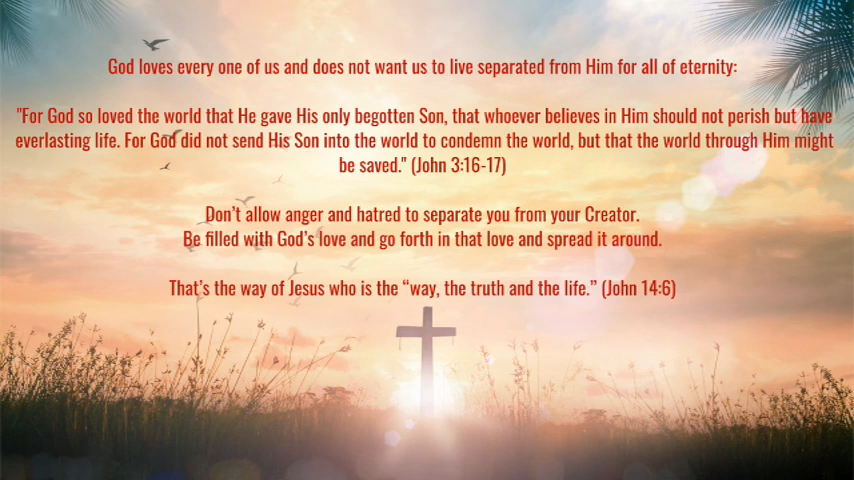 God loves every one of us and does not want us to live separated from Him for all of eternity:
"For God so loved the world that He gave His only begotten Son, that whoever believes in Him should not perish but have
everlasting life. For God did not send His Son into the world to condemn the world, but that the world through Him might
be saved." (John 3:16-17)
Don’t allow anger and hatred to separate you from your Creator.
Be filled with God’s love and go forth in that love and spread it around.
That’s the way of Jesus who is the “way, the truth and the life.” (John 14:6)